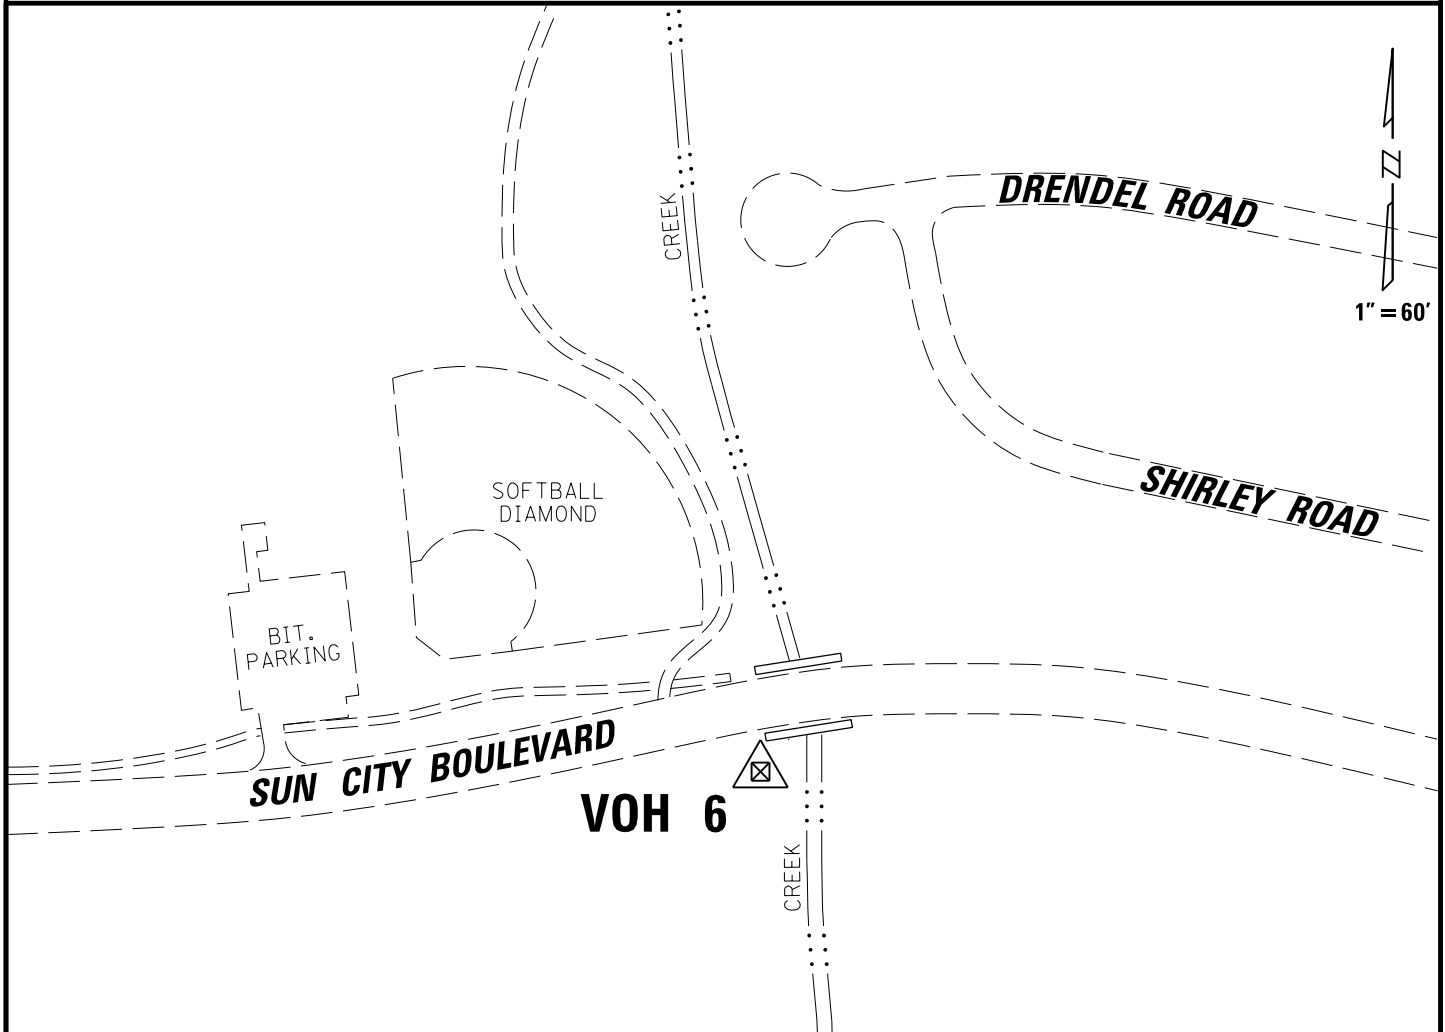 DRENDEL ROAD
N
CREEK
1" = 60'
SHIRLEY ROAD
SOFTBALL
DIAMOND
BIT.
PARKING
SUN CITY BOULEVARD
VOH 6
CREEK